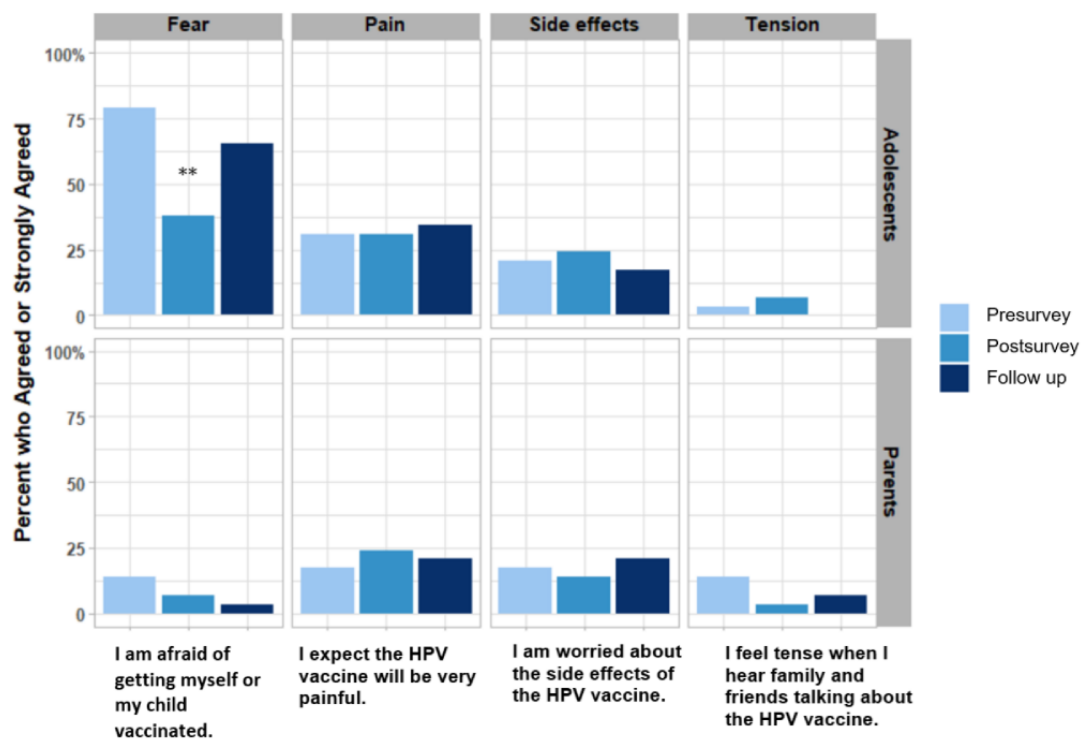 Fear Pain Side effects Tension
Percent who Agreed or Strongly Agreed
100%
75
50
25
0
Adolescents
**
100%
75
50
25
0
Parents
Presurvey
Postsurvey
Follow up
I am afraid of
getting myself or
my child
vaccinated.
I expect the HPV
vaccine will be very
painful.
I am worried about
the side effects of
the HPV vaccine.
I feel tense when I
hear family and
friends talking about
the HPV vaccine.